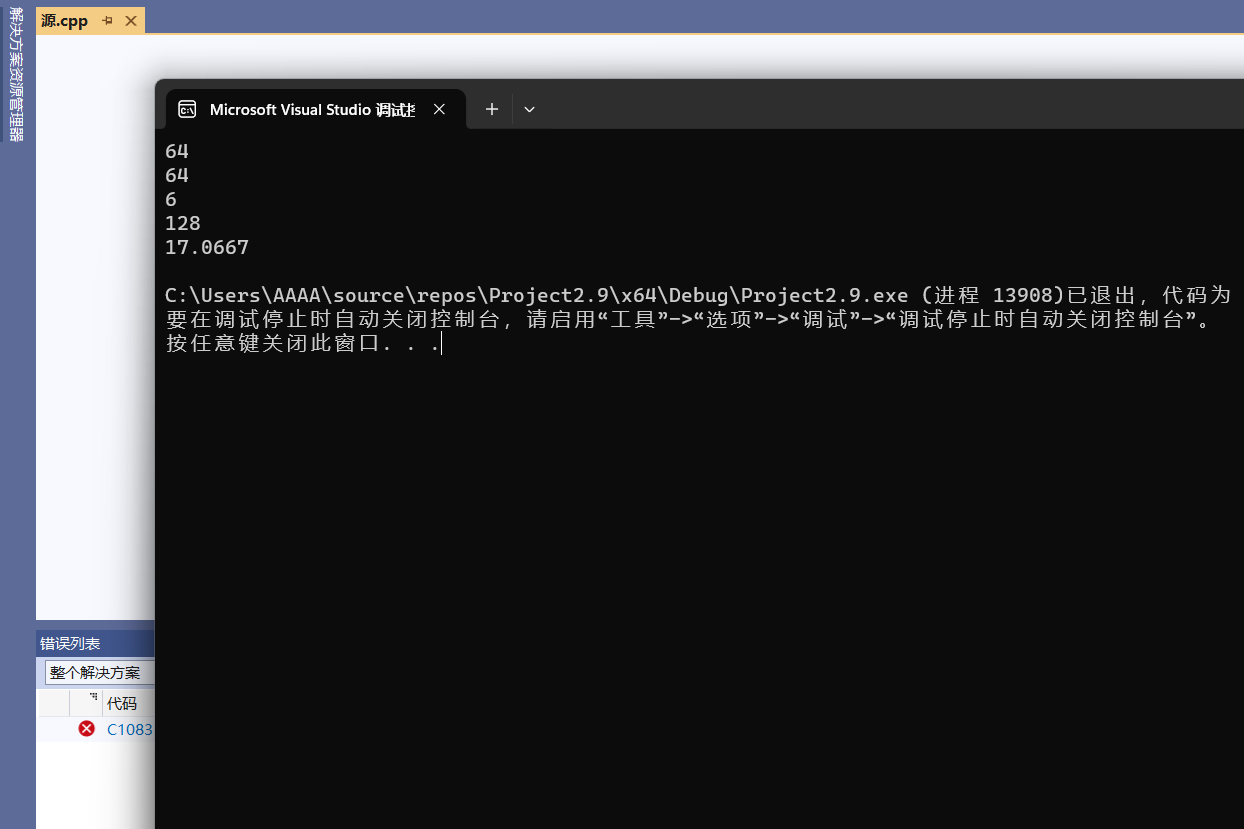 解决方案资源管理器
源.cpp
Microsoft Visual Studio 调试
64
64
6
128
17.0667
C:\Users\AAAA\source\repos\Project2.9\x64\Debug\Project2.9.exe (进程 13908)已退出，代码为
要在调试停止时自动关闭控制台，请启用“工具”->“选项”->“调试”->“调试停止时自动关闭控制台”。
按任意键关闭此窗口. . .
错误列表
整个解决方案
代码
C1083